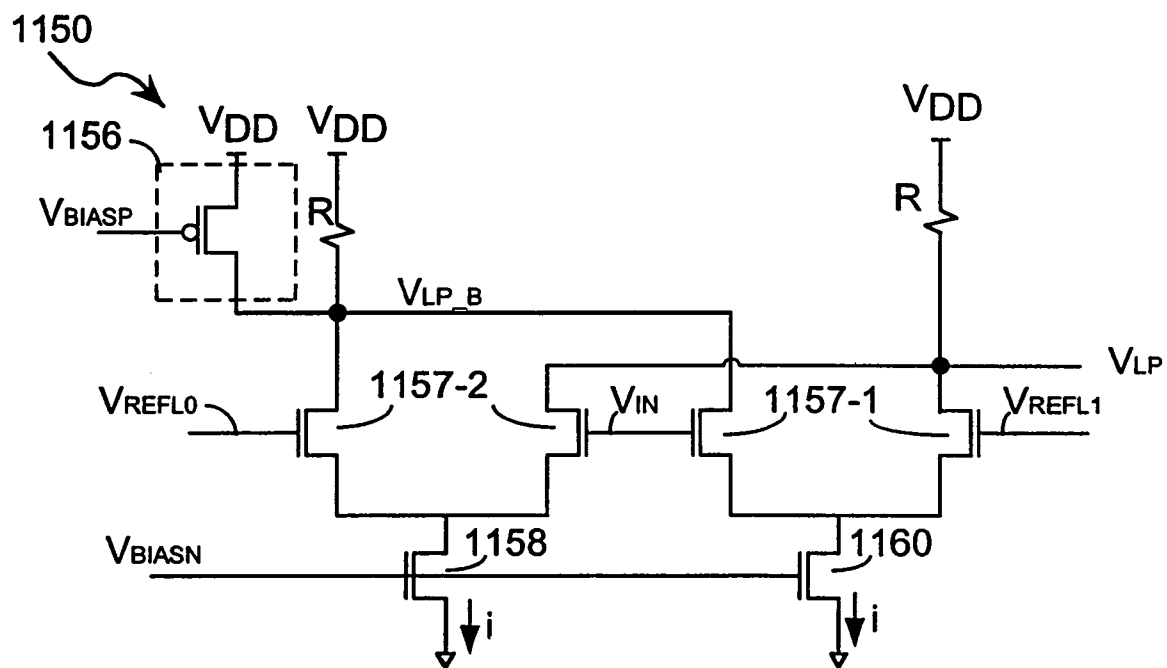 1150
1156
VDD
VDD
VDD
VBIASP
R
R
VLP_B
VLP
VREFL0
1157-2
VIN
1157-1
VREFL1
VBIASN
1158
1160
i
i